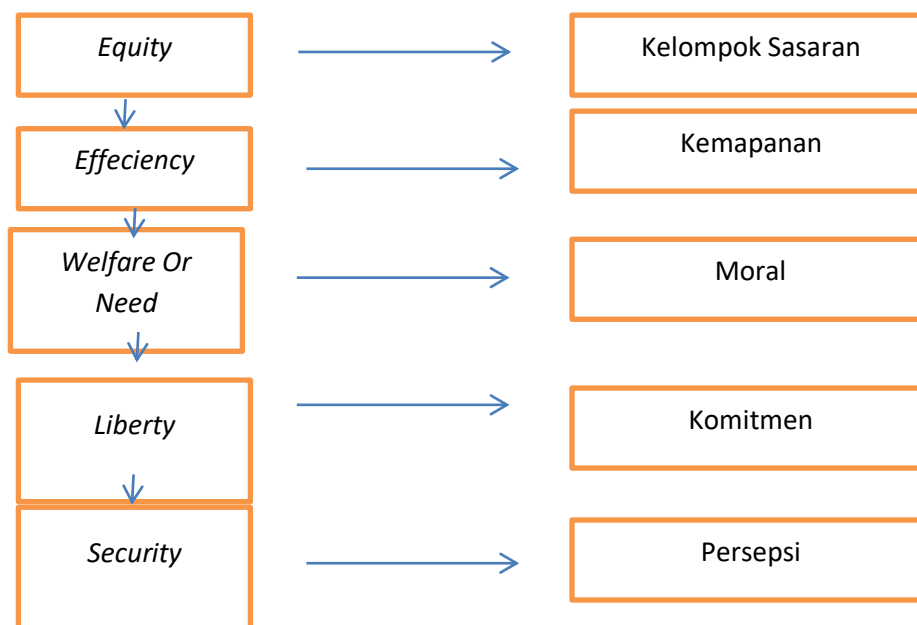 Equity
Kelompok Sasaran
Effeciency
Kemapanan
Welfare Or
Need
Moral
Liberty
Komitmen
Security
Persepsi